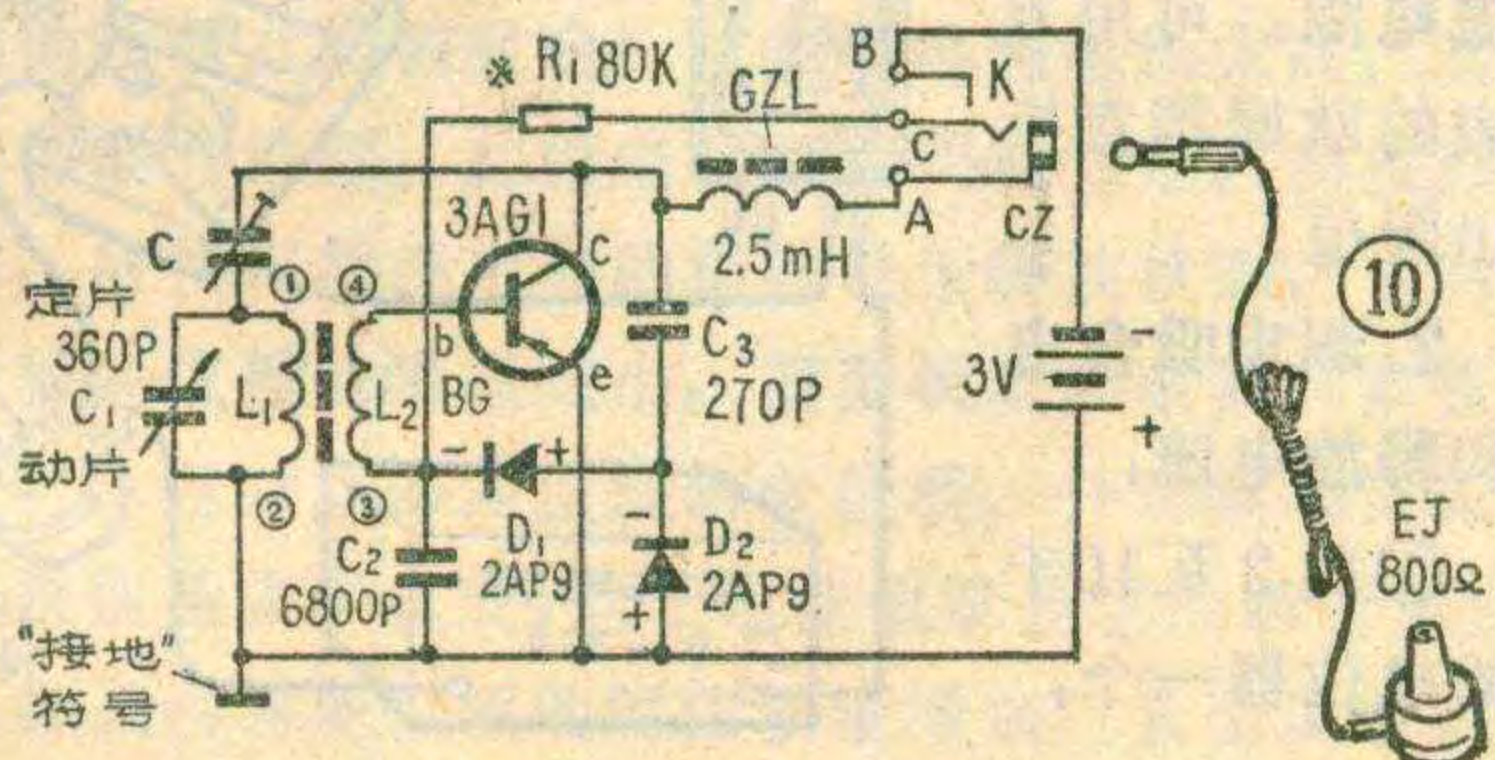 ※ R₁ 80K
GZL
B
K
C
A
CZ
2.5mH
3AG1
c
b
e
BG
C
定片
360P
C₁
动片
①
④
②
③
L₁
L₂
C₃
270P
3V
-
+
⑩
-
+
D₁
2AP9
-
+
D₂
2AP9
C₂
6800P
"接地"
符号
EJ
800Ω